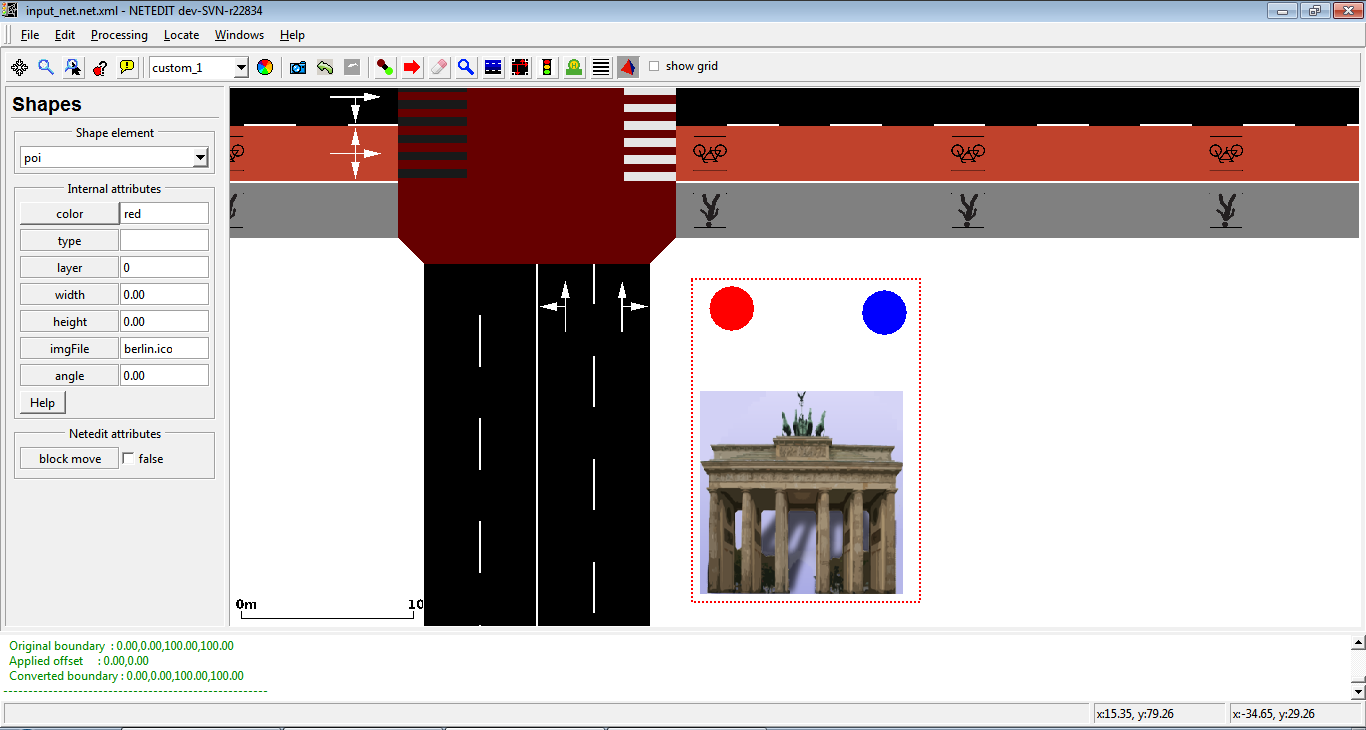 input_net.net.xml - NETEDIT dev-SVN-r22834
File Edit Processing Locate Windows Help
custom_1 show grid
Shapes
Shape element
poi
Internal attributes
color red
type
layer 0
width 0.00
height 0.00
imgFile berlin.ico
angle 0.00
Help
Netedit attributes
block move false
0m 10
Original boundary : 0.00,0.00,100.00,100.00
Applied offset : 0.00,0.00
Converted boundary : 0.00,0.00,100.00,100.00
x:15.35, y:79.26 x:-34.65, y:29.26